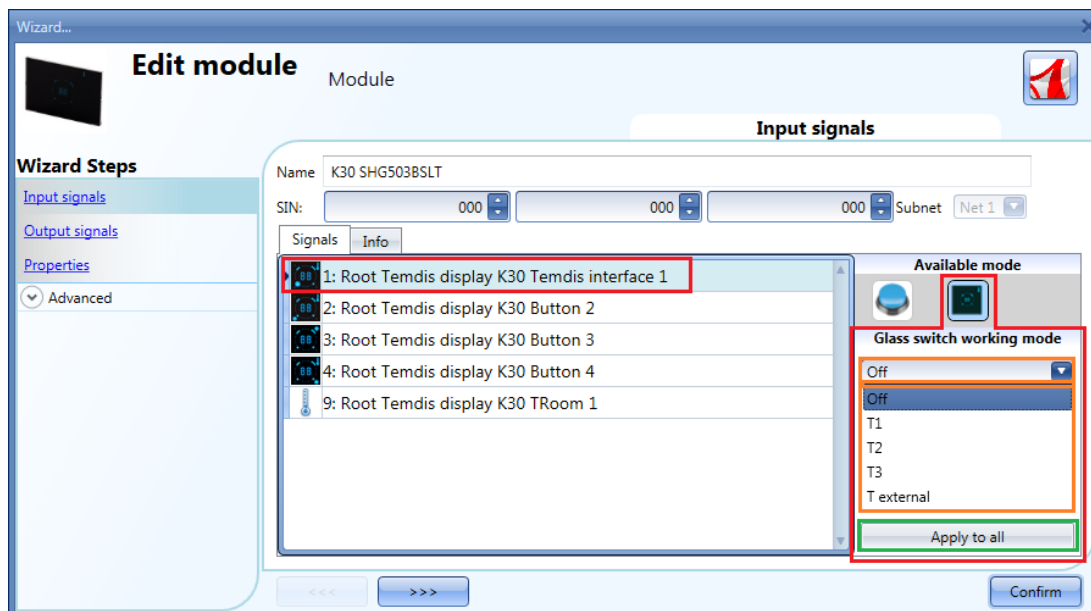 Wizard...
Edit module
Module
Input signals
Wizard Steps
Input signals
Output signals
Properties
Advanced
Name K30 SHG503BSLT
SIN: 000 000 000 Subnet Net 1
Signals Info
1: Root Temdis display K30 Temdis interface 1
2: Root Temdis display K30 Button 2
3: Root Temdis display K30 Button 3
4: Root Temdis display K30 Button 4
9: Root Temdis display K30 TRoom 1
Available mode
Glass switch working mode
Off
Off
T1
T2
T3
T external
Apply to all
<<< >>> Confirm